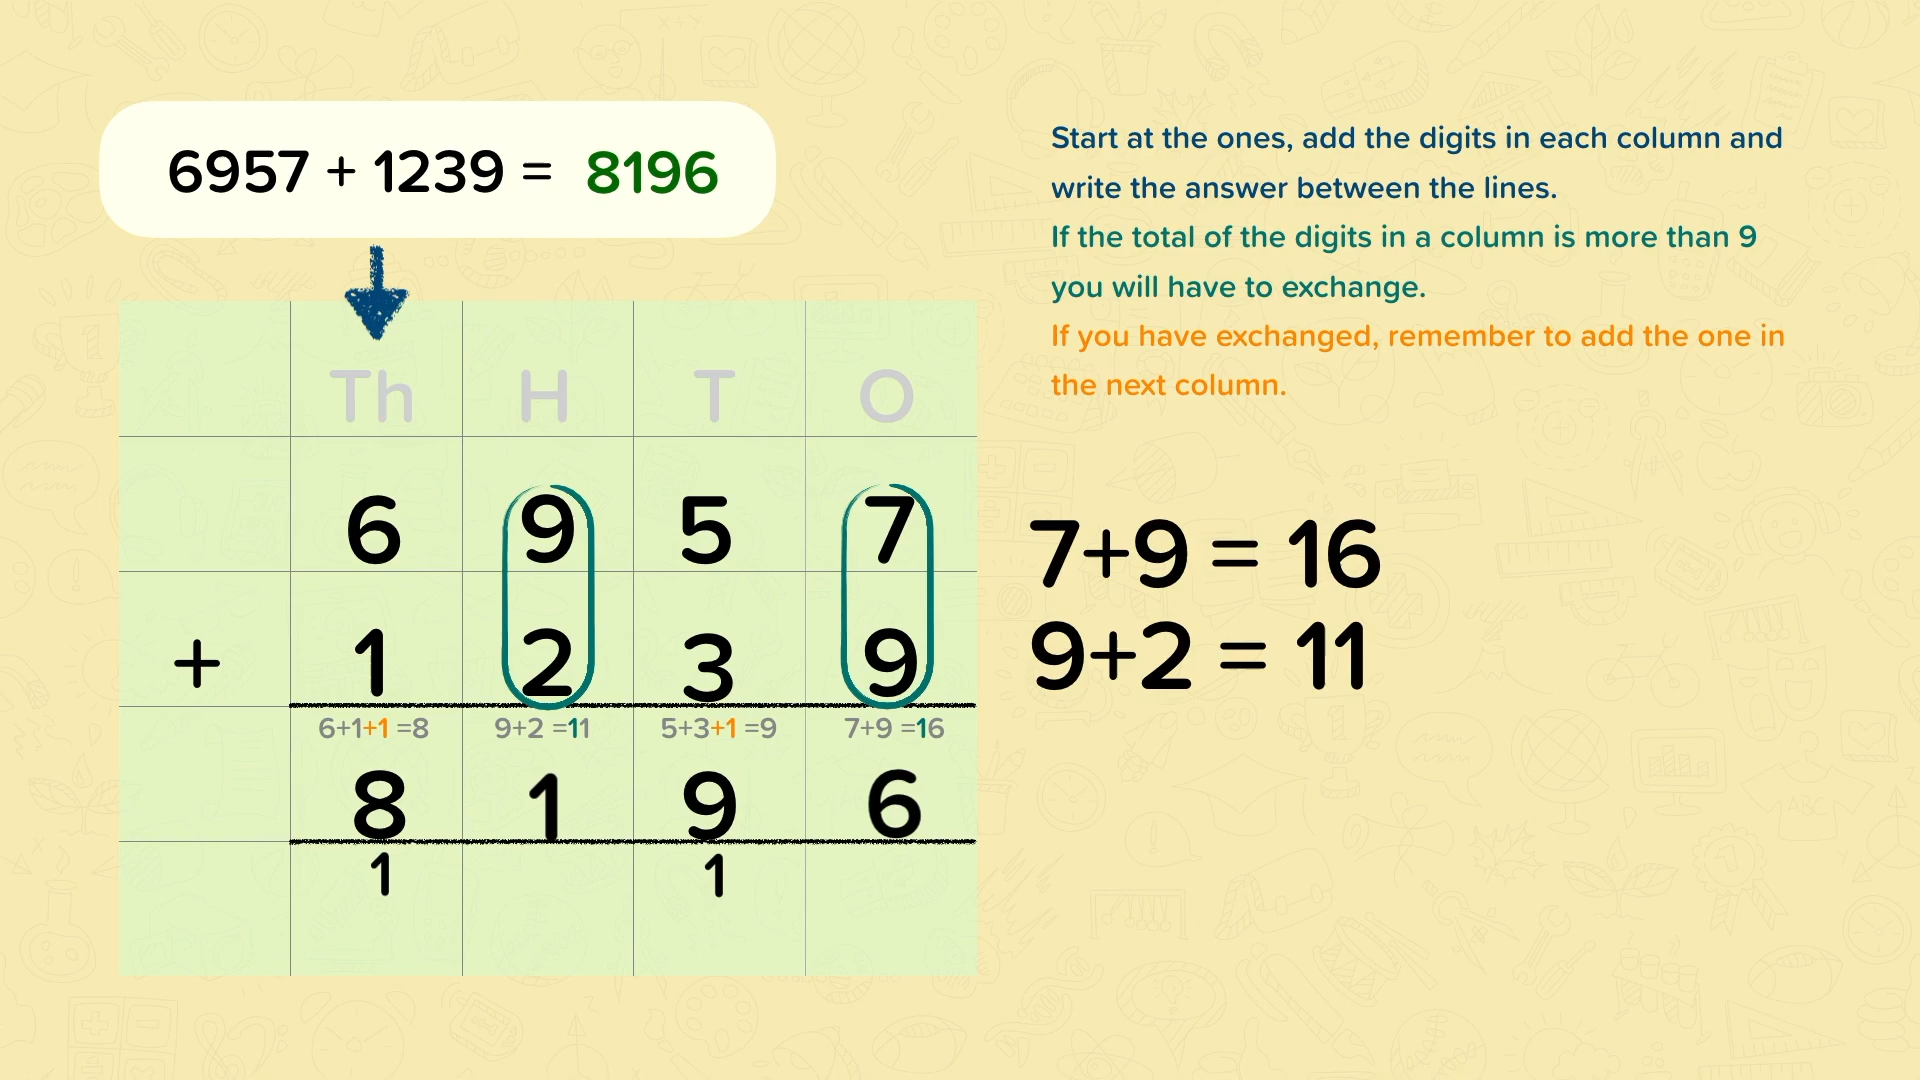 6957 + 1239 = 8196
Start at the ones, add the digits in each column and
write the answer between the lines.
If the total of the digits in a column is more than 9
you will have to exchange.
If you have exchanged, remember to add the one in
the next column.
Th H T O
6 9 5 7
+ 1 2 3 9
6+1+1 =8 9+2 =11 5+3+1 =9 7+9 =16
8 1 9 6
1 1
7+9 = 16
9+2 = 11